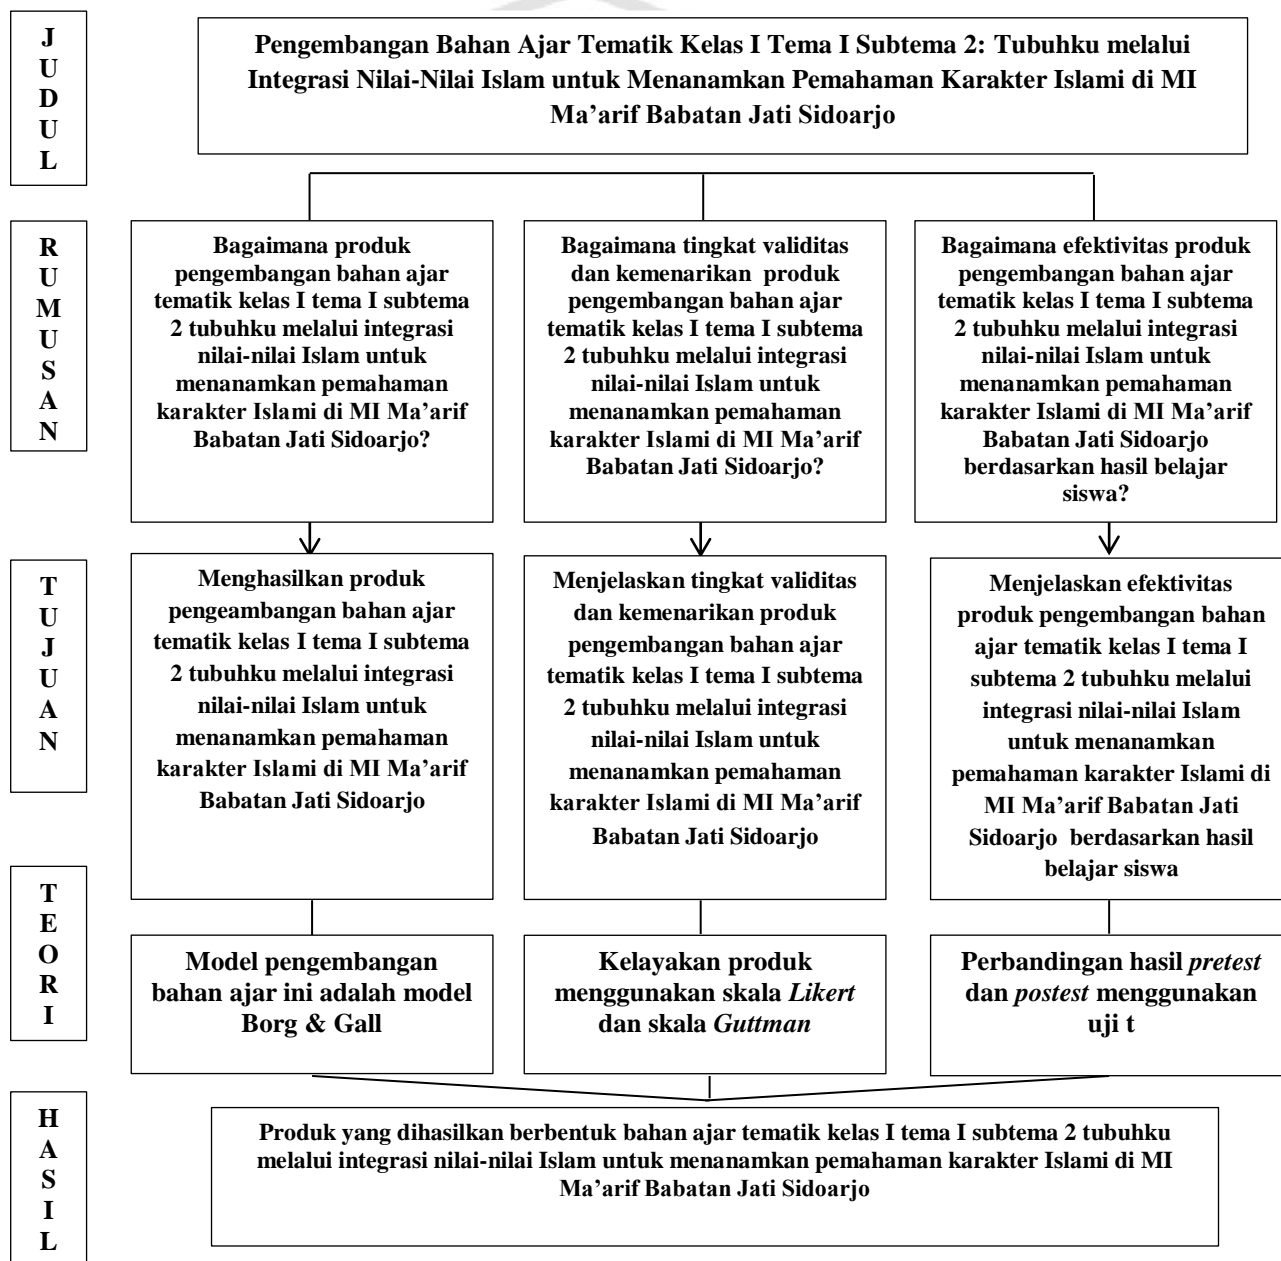 JUDUL
Pengembangan Bahan Ajar Tematik Kelas I Tema I Subtema 2: Tubuhku melalui
Integrasi Nilai-Nilai Islam untuk Menanamkan Pemahaman Karakter Islami di MI
Ma’arif Babatan Jati Sidoarjo
RUMUSAN
Bagaimana produk
pengembangan bahan ajar
tematik kelas I tema I subtema
2 tubuhku melalui integrasi
nilai-nilai Islam untuk
menanamkan pemahaman
karakter Islami di MI Ma’arif
Babatan Jati Sidoarjo?
Bagaimana tingkat validitas
dan kemenarikan produk
pengembangan bahan ajar
tematik kelas I tema I subtema
2 tubuhku melalui integrasi
nilai-nilai Islam untuk
menanamkan pemahaman
karakter Islami di MI Ma’arif
Babatan Jati Sidoarjo?
Bagaimana efektivitas produk
pengembangan bahan ajar
tematik kelas I tema I subtema
2 tubuhku melalui integrasi
nilai-nilai Islam untuk
menanamkan pemahaman
karakter Islami di MI Ma’arif
Babatan Jati Sidoarjo
berdasarkan hasil belajar
siswa?
TUJUAN
Menghasilkan produk
pengeambangan bahan ajar
tematik kelas I tema I subtema
2 tubuhku melalui integrasi
nilai-nilai Islam untuk
menanamkan pemahaman
karakter Islami di MI Ma’arif
Babatan Jati Sidoarjo
Menjelaskan tingkat validitas
dan kemenarikan produk
pengembangan bahan ajar
tematik kelas I tema I subtema
2 tubuhku melalui integrasi
nilai-nilai Islam untuk
menanamkan pemahaman
karakter Islami di MI Ma’arif
Babatan Jati Sidoarjo
Menjelaskan efektivitas
produk pengembangan bahan
ajar tematik kelas I tema I
subtema 2 tubuhku melalui
integrasi nilai-nilai Islam
untuk menanamkan
pemahaman karakter Islami di
MI Ma’arif Babatan Jati
Sidoarjo berdasarkan hasil
belajar siswa
TEORI
Model pengembangan
bahan ajar ini adalah model
Borg & Gall
Kelayakan produk
menggunakan skala Likert
dan skala Guttman
Perbandingan hasil pretest
dan postest menggunakan
uji t
HASIL
Produk yang dihasilkan berbentuk bahan ajar tematik kelas I tema I subtema 2 tubuhku
melalui integrasi nilai-nilai Islam untuk menanamkan pemahaman karakter Islami di MI
Ma’arif Babatan Jati Sidoarjo